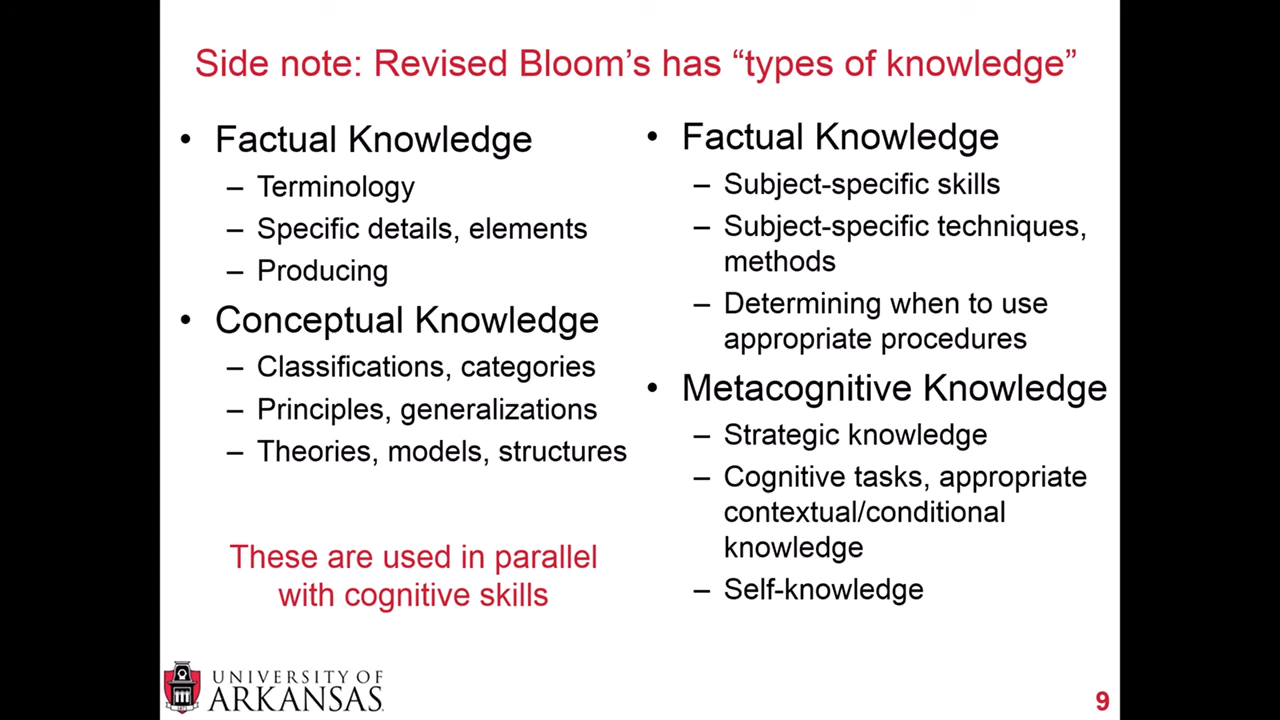 Side note: Revised Bloom’s has “types of knowledge”
• Factual Knowledge
– Terminology
– Specific details, elements
– Producing
• Conceptual Knowledge
– Classifications, categories
– Principles, generalizations
– Theories, models, structures
These are used in parallel
with cognitive skills
• Factual Knowledge
– Subject-specific skills
– Subject-specific techniques,
methods
– Determining when to use
appropriate procedures
• Metacognitive Knowledge
– Strategic knowledge
– Cognitive tasks, appropriate
contextual/conditional
knowledge
– Self-knowledge
UNIVERSITY OF
ARKANSAS
9